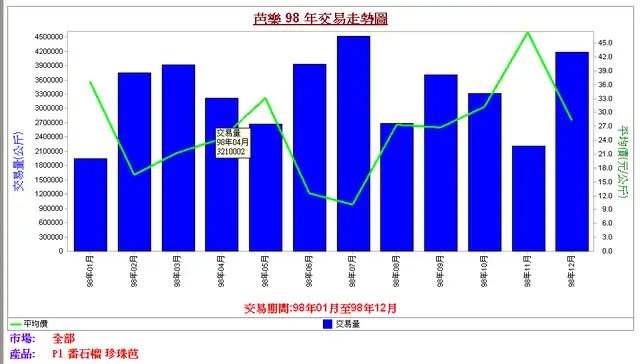 芭樂 98 年交易走勢圖
4500000
4200000
3900000
3600000
3300000
3000000
2700000
2400000
2100000
1800000
1500000
1200000
900000
600000
300000
0
交易量(公斤)
45.0
42.0
39.0
36.0
33.0
30.0
27.0
24.0
21.0
18.0
15.0
12.0
9.0
6.0
3.0
0.0
平均價(元/公斤)
交易量
98年04月
3210002
98年01月
98年02月
98年03月
98年04月
98年05月
98年06月
98年07月
98年08月
98年09月
98年10月
98年11月
98年12月
交易期間:98年01月至98年12月
平均價
交易量
市場: 全部
產品: P1 番石榴 珍珠芭